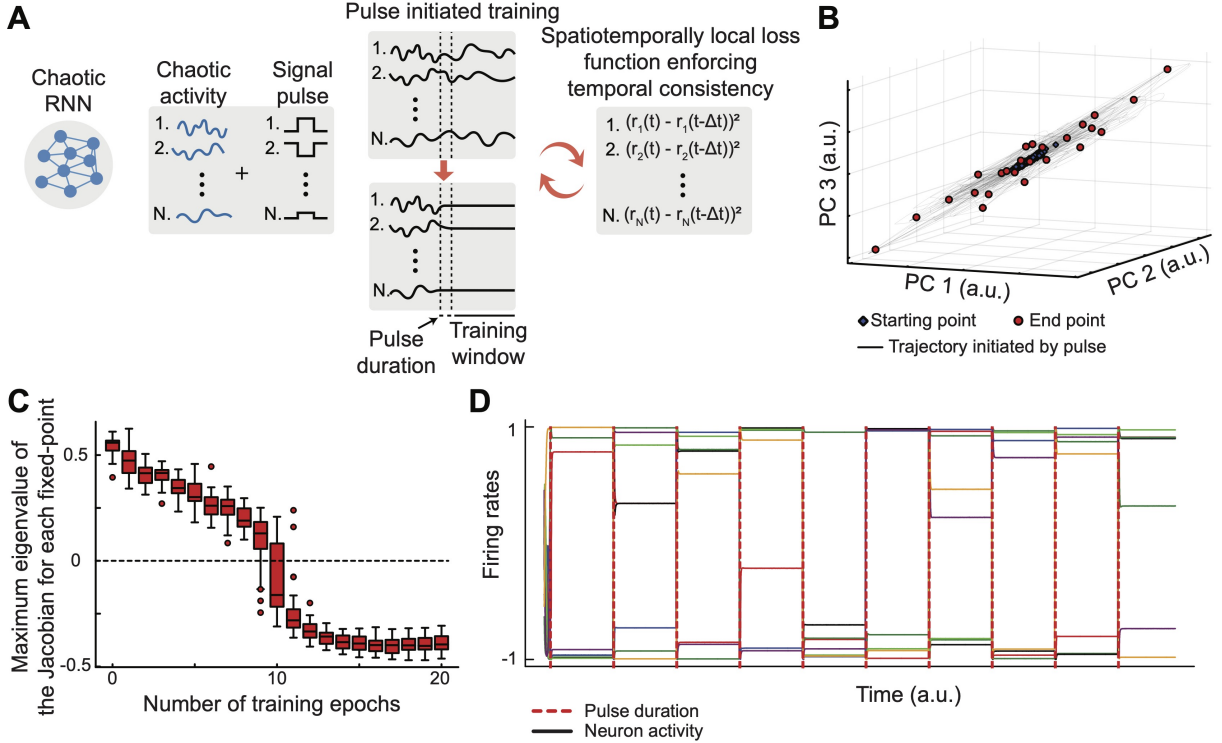 A
Chaotic
RNN
Chaotic
activity
1.
2.
N.
+
Signal
pulse
1.
2.
N.
Pulse initiated training
1.
2.
N.
1.
2.
N.
Pulse
duration
Training
window
Spatiotemporally local loss
function enforcing
temporal consistency
1. (r₁(t) - r₁(t-Δt))²
2. (r₂(t) - r₂(t-Δt))²
N. (r_N(t) - r_N(t-Δt))²
B
PC 3 (a.u.)
PC 1 (a.u.)
PC 2 (a.u.)
Starting point
End point
Trajectory initiated by pulse
C
Maximum eigenvalue of
the Jacobian for each fixed-point
0.5
0
-0.5
0
10
20
Number of training epochs
D
Firing rates
1
-1
Time (a.u.)
Pulse duration
Neuron activity